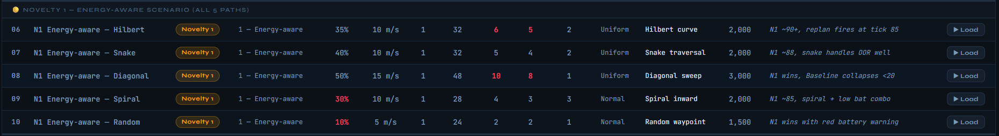 NOVELTY 1 — ENERGY-AWARE SCENARIO (ALL 5 PATHS)
06 N1 Energy-aware — Hilbert Novelty 1 1 — Energy-aware 35% 10 m/s 1 32 6 5 2 Uniform Hilbert curve 2,000 N1 ~90+, replan fires at tick 85 ▶ Load
07 N1 Energy-aware — Snake Novelty 1 1 — Energy-aware 40% 10 m/s 1 32 5 4 2 Uniform Snake traversal 2,000 N1 ~88, snake handles OOR well ▶ Load
08 N1 Energy-aware — Diagonal Novelty 1 1 — Energy-aware 50% 15 m/s 1 48 10 8 1 Uniform Diagonal sweep 3,000 N1 wins, Baseline collapses <20 ▶ Load
09 N1 Energy-aware — Spiral Novelty 1 1 — Energy-aware 30% 10 m/s 1 28 4 3 3 Normal Spiral inward 2,000 N1 ~85, spiral + low bat combo ▶ Load
10 N1 Energy-aware — Random Novelty 1 1 — Energy-aware 10% 5 m/s 1 24 2 2 1 Normal Random waypoint 1,500 N1 wins with red battery warning ▶ Load